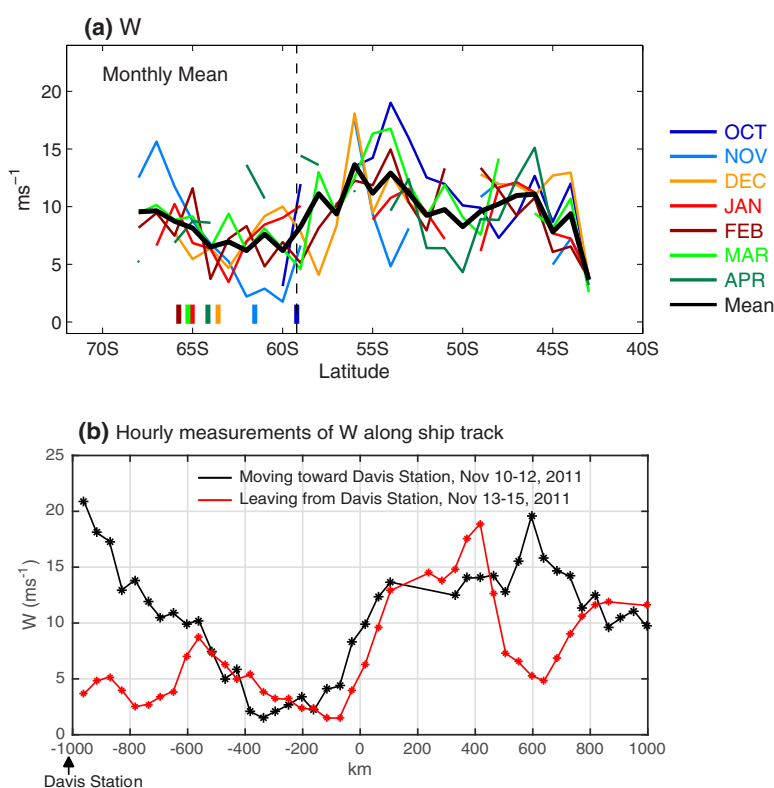 (a) W
Monthly Mean
20
15
10
5
0
ms⁻¹
70S 65S 60S 55S 50S 45S 40S
Latitude
OCT
NOV
DEC
JAN
FEB
MAR
APR
Mean
(b) Hourly measurements of W along ship track
Moving toward Davis Station, Nov 10-12, 2011
Leaving from Davis Station, Nov 13-15, 2011
25
20
15
10
5
0
W (ms⁻¹)
-1000 -800 -600 -400 -200 0 200 400 600 800 1000
km
Davis Station